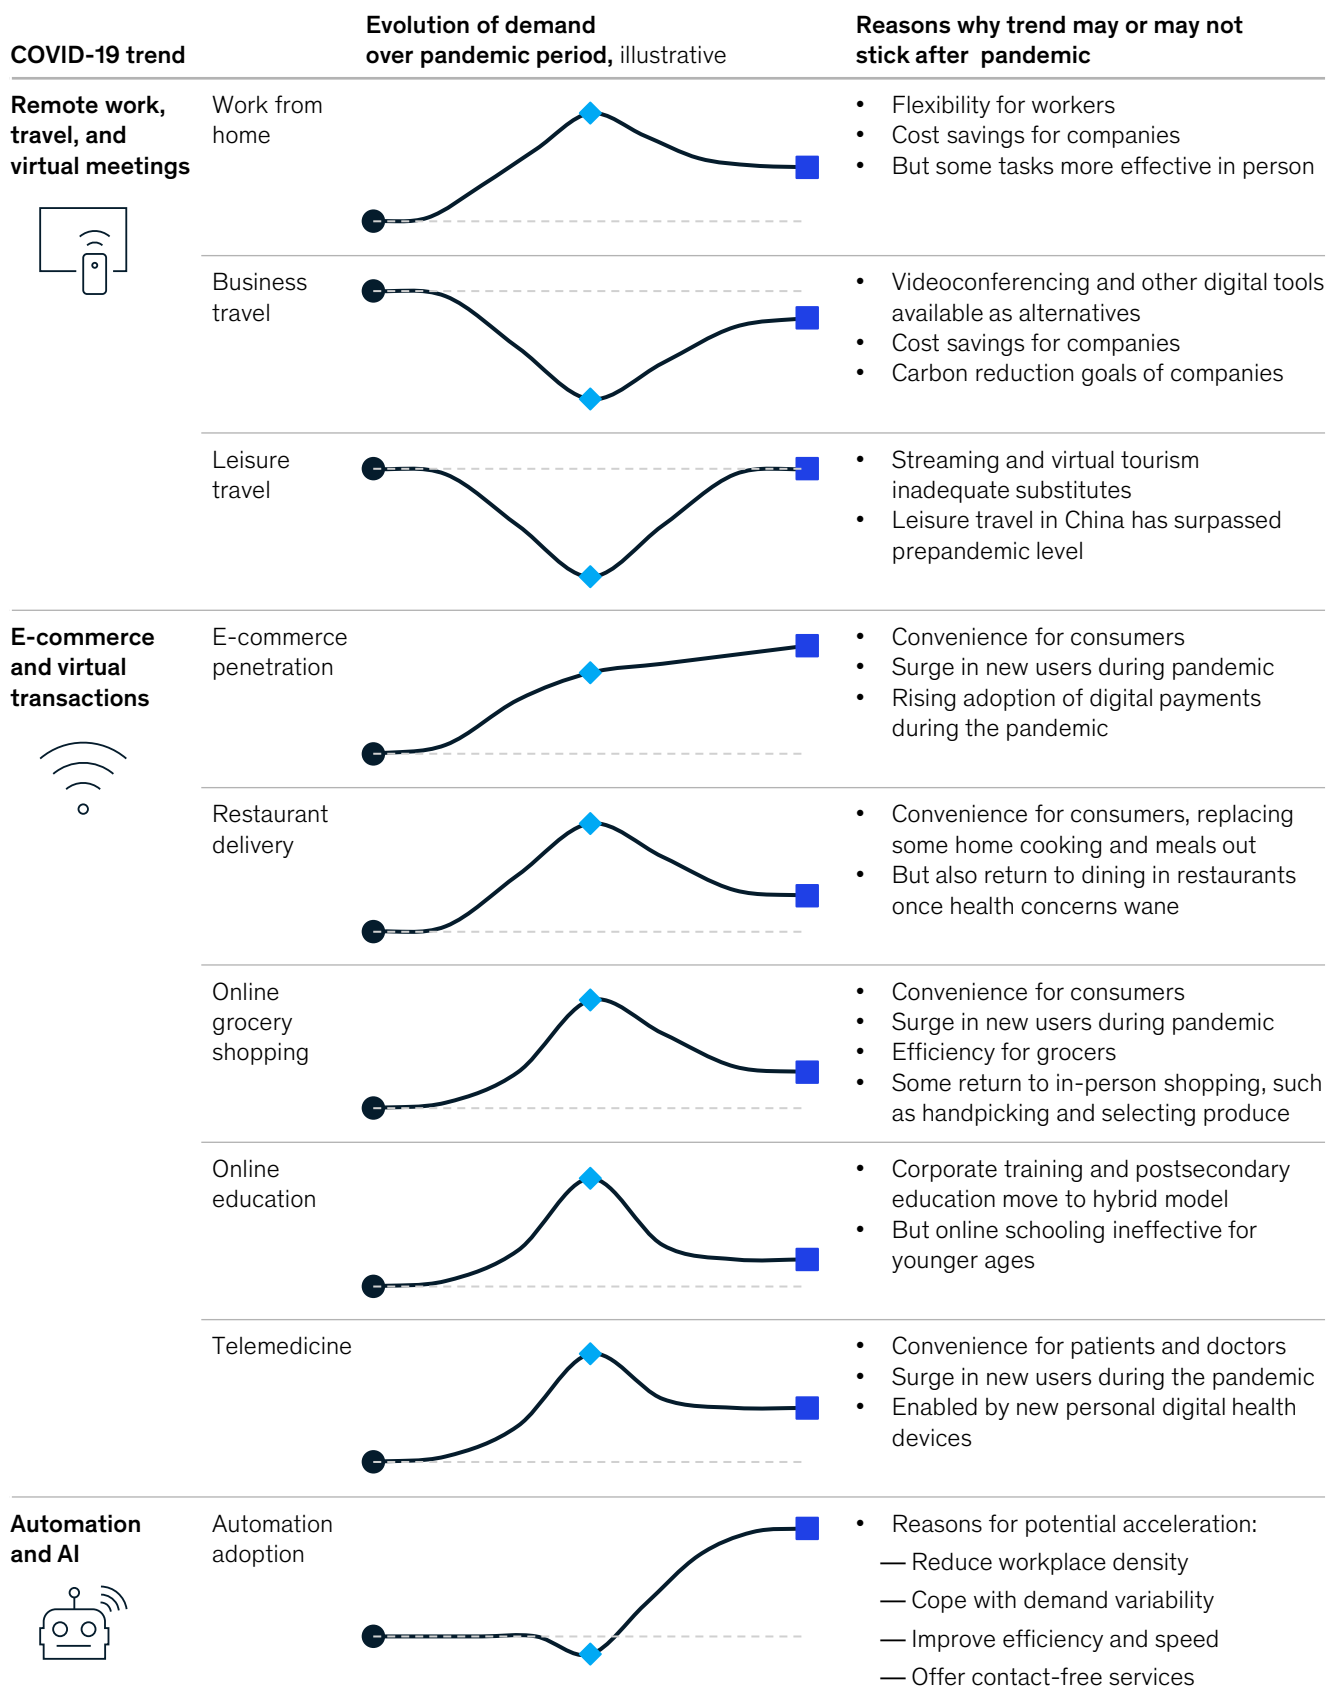 COVID-19 trend
Evolution of demand
over pandemic period, illustrative
Reasons why trend may or may not
stick after pandemic
Remote work,
travel, and
virtual meetings
Work from
home
• Flexibility for workers
• Cost savings for companies
• But some tasks more effective in person
Business
travel
• Videoconferencing and other digital tools
available as alternatives
• Cost savings for companies
• Carbon reduction goals of companies
Leisure
travel
• Streaming and virtual tourism
inadequate substitutes
• Leisure travel in China has surpassed
prepandemic level
E-commerce
and virtual
transactions
E-commerce
penetration
• Convenience for consumers
• Surge in new users during pandemic
• Rising adoption of digital payments
during the pandemic
Restaurant
delivery
• Convenience for consumers, replacing
some home cooking and meals out
• But also return to dining in restaurants
once health concerns wane
Online
grocery
shopping
• Convenience for consumers
• Surge in new users during pandemic
• Efficiency for grocers
• Some return to in-person shopping, such
as handpicking and selecting produce
Online
education
• Corporate training and postsecondary
education move to hybrid model
• But online schooling ineffective for
younger ages
Telemedicine
• Convenience for patients and doctors
• Surge in new users during the pandemic
• Enabled by new personal digital health
devices
Automation
and AI
Automation
adoption
• Reasons for potential acceleration:
— Reduce workplace density
— Cope with demand variability
— Improve efficiency and speed
— Offer contact-free services